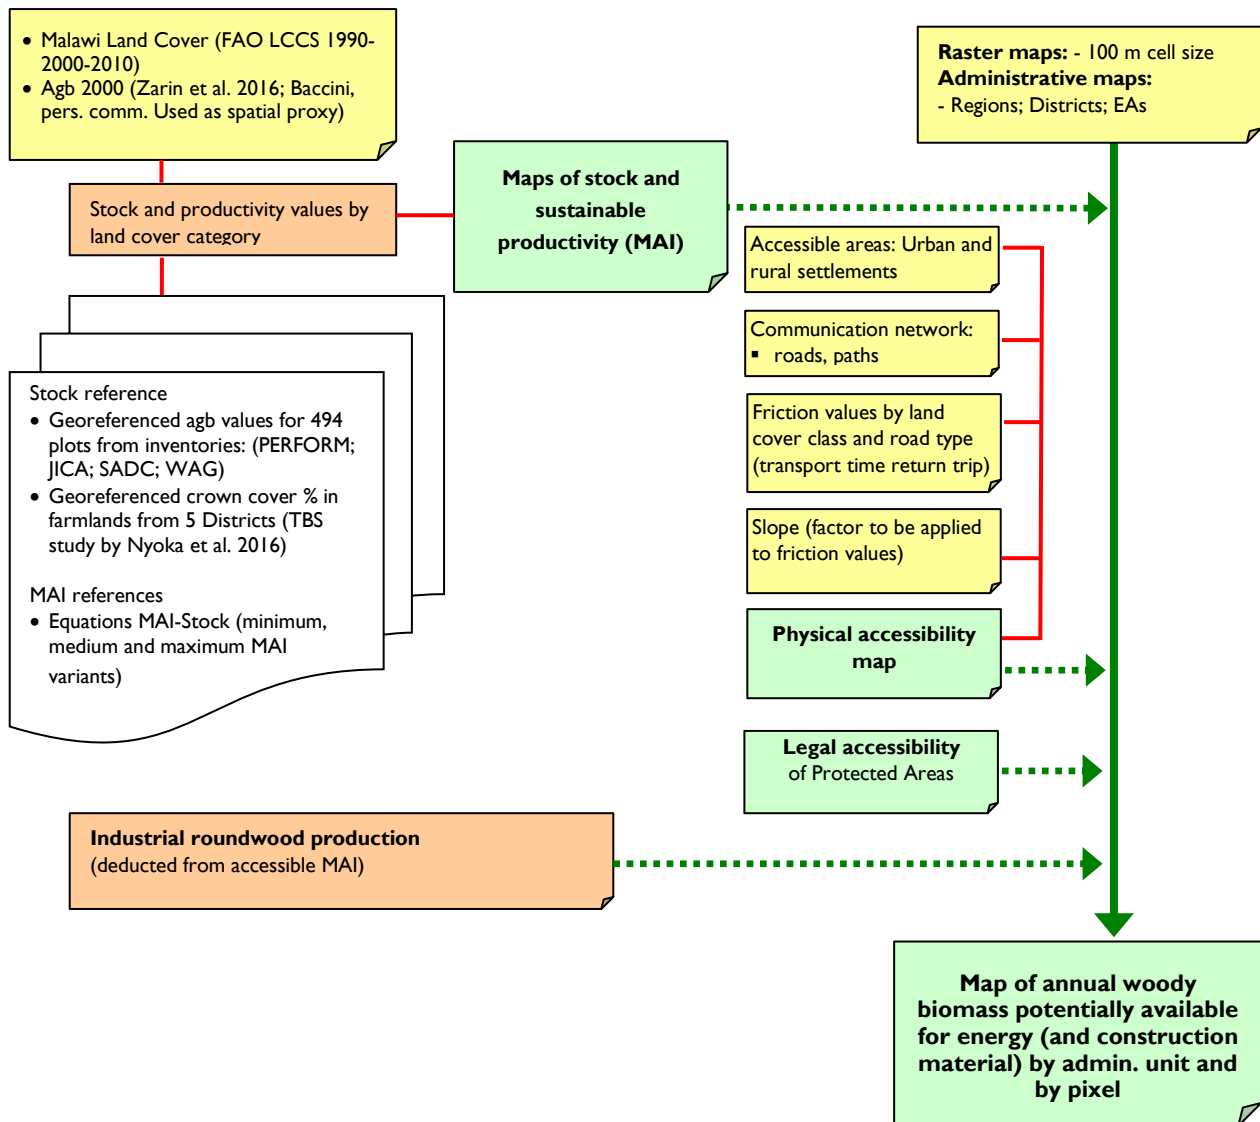 • Malawi Land Cover (FAO LCCS 1990-
2000-2010)
• Agb 2000 (Zarin et al. 2016; Baccini,
pers. comm. Used as spatial proxy)
Stock and productivity values by
land cover category
Stock reference
• Georeferenced agb values for 494
plots from inventories: (PERFORM;
JICA; SADC; WAG)
• Georeferenced crown cover % in
farmlands from 5 Districts (TBS
study by Nyoka et al. 2016)
MAI references
• Equations MAI-Stock (minimum,
medium and maximum MAI
variants)
Maps of stock and
sustainable
productivity (MAI)
Raster maps: - 100 m cell size
Administrative maps:
- Regions; Districts; EAs
Accessible areas: Urban and
rural settlements
Communication network:
▪ roads, paths
Friction values by land
cover class and road type
(transport time return trip)
Slope (factor to be applied
to friction values)
Physical accessibility
map
Legal accessibility
of Protected Areas
Industrial roundwood production
(deducted from accessible MAI)
Map of annual woody
biomass potentially available
for energy (and construction
material) by admin. unit and
by pixel